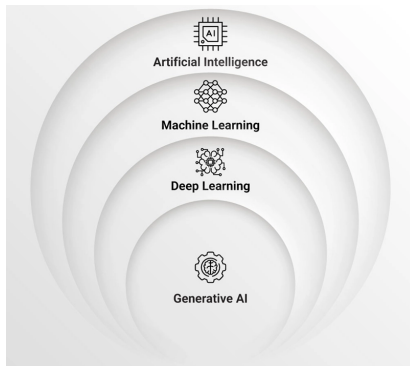 AI
Artificial Intelligence
Machine Learning
Deep Learning
Generative AI